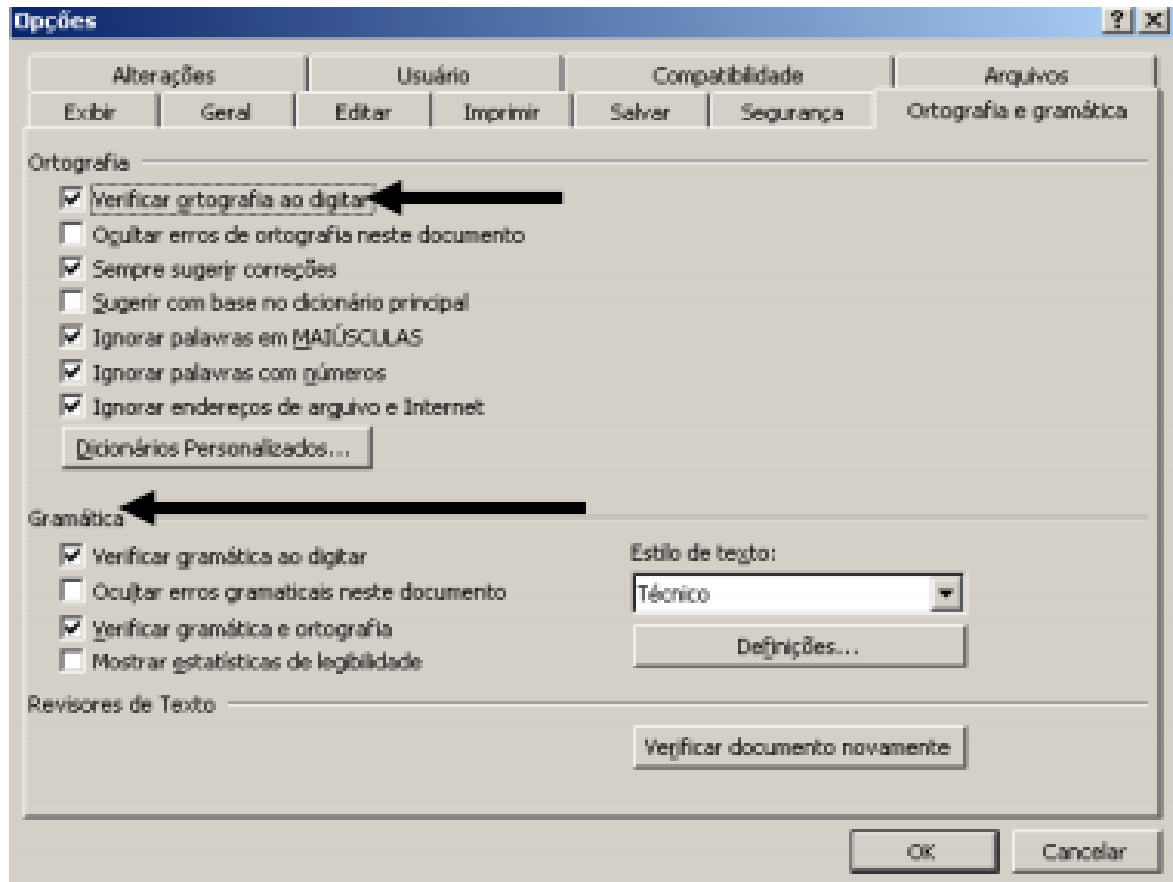 Opções
Alterações Usuário Compatibilidade Arquivos
Exibir Geral Editar Imprimir Salvar Segurança Ortografia e gramática
Ortografia
Verificar ortografia ao digitar
Ocultar erros de ortografia neste documento
Sempre sugerir correções
Sugerir com base no dicionário principal
Ignorar palavras em MAIÚSCULAS
Ignorar palavras com números
Ignorar endereços de arquivo e Internet
Dicionários Personalizados...
Gramática
Verificar gramática ao digitar Estilo de texto:
Ocultar erros gramaticais neste documento Técnico
Verificar gramática e ortografia Definições...
Mostrar estatísticas de legibilidade
Revisores de Texto
Verificar documento novamente
OK Cancelar